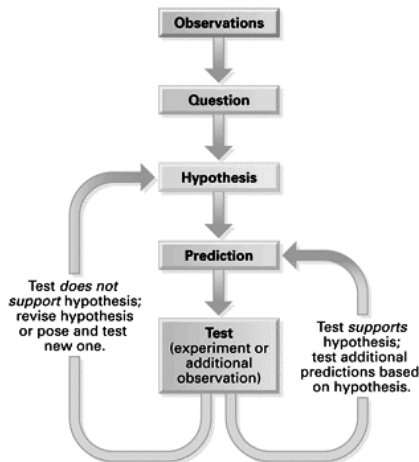 Observations
Question
Hypothesis
Prediction
Test
(experiment or
additional
observation)
Test does not
support hypothesis;
revise hypothesis
or pose and test
new one.
Test supports
hypothesis;
test additional
predictions based
on hypothesis.